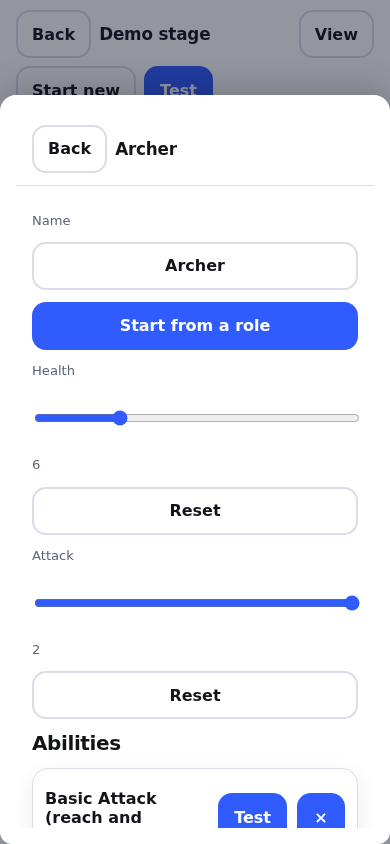 Back Demo stage View
Start new Test
Back Archer
Name
Archer
Start from a role
Health
6
Reset
Attack
2
Reset
Abilities
Basic Attack
(reach and
Test ×